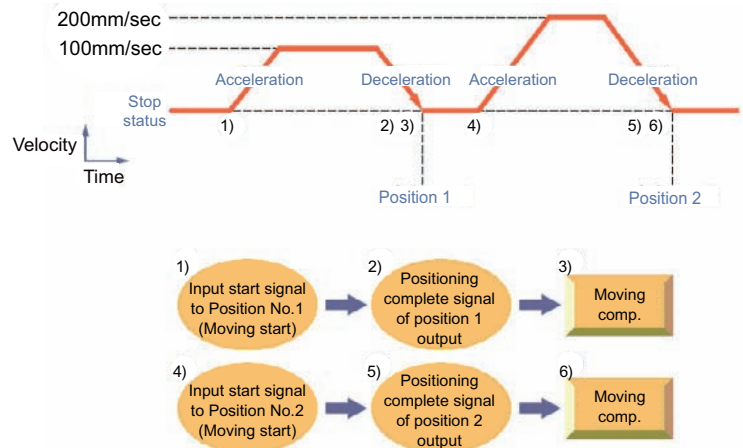 200mm/sec
100mm/sec
Acceleration
Deceleration
Acceleration
Deceleration
Stop
status
1)
2)
3)
4)
5)
6)
Velocity
Time
Position 1
Position 2
1)
Input start signal
to Position No.1
(Moving start)
2)
Positioning
complete signal
of position 1
output
3)
Moving
comp.
4)
Input start signal
to Position No.2
(Moving start)
5)
Positioning
complete signal
of position 2
output
6)
Moving
comp.